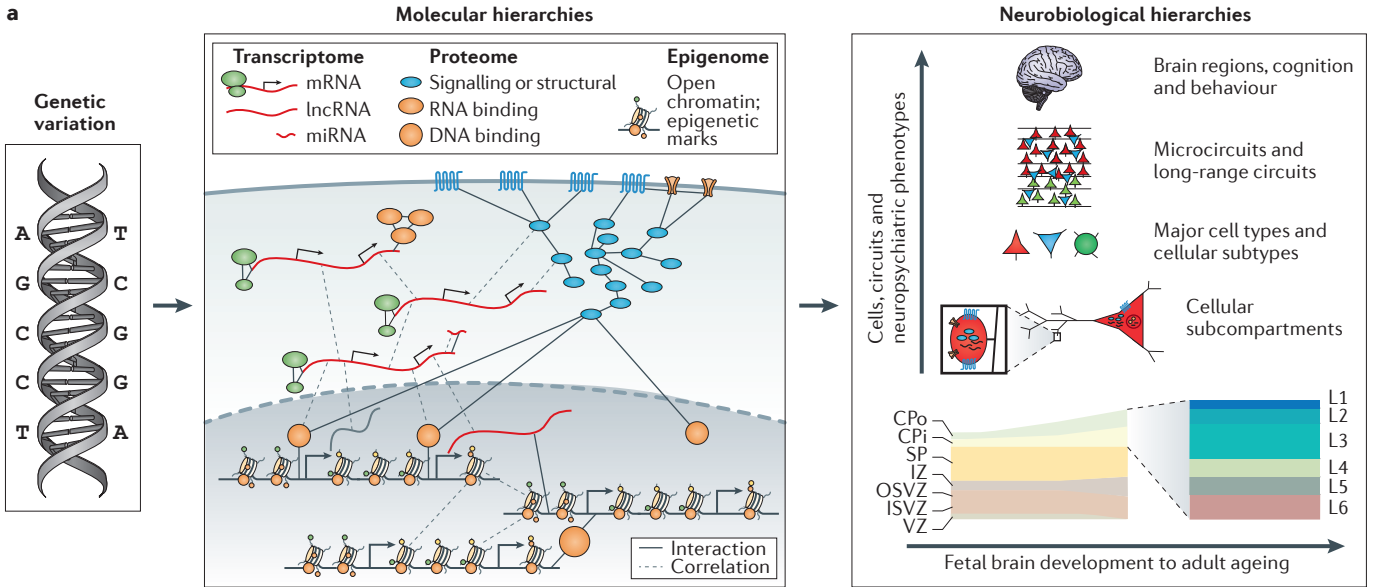 a
Molecular hierarchies
Neurobiological hierarchies
Genetic
variation
A T
G C
C G
C G
T A
Transcriptome
mRNA
lncRNA
miRNA
Proteome
Signalling or structural
RNA binding
DNA binding
Epigenome
Open
chromatin;
epigenetic
marks
Interaction
Correlation
Cells, circuits and
neuropsychiatric phenotypes
Brain regions, cognition
and behaviour
Microcircuits and
long-range circuits
Major cell types and
cellular subtypes
Cellular
subcompartments
CPo
CPi
SP
IZ
OSVZ
ISVZ
VZ
L1
L2
L3
L4
L5
L6
Fetal brain development to adult ageing